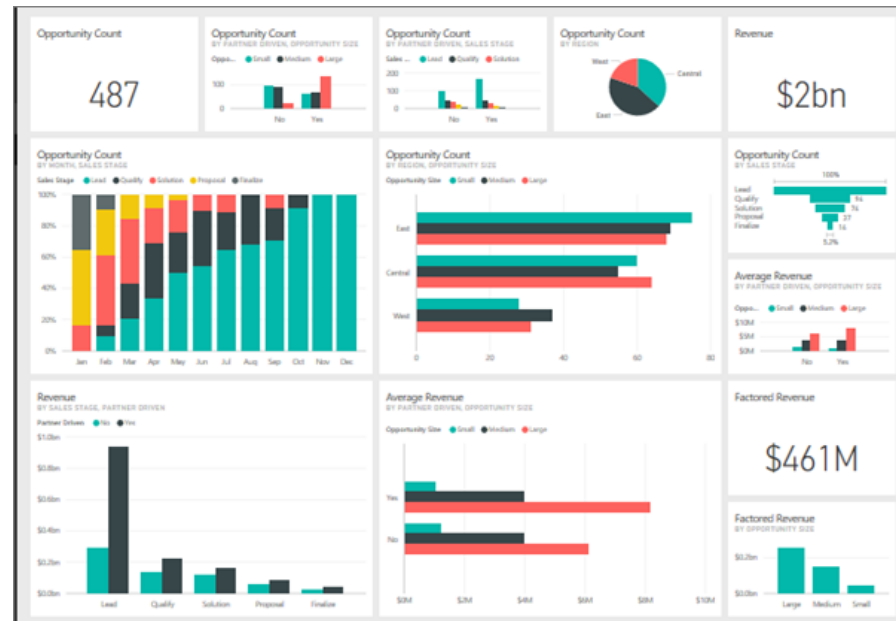 Opportunity Count
487
Opportunity Count
BY PARTNER DRIVEN, OPPORTUNITY SIZE
Oppo... Small Medium Large
100
0
No Yes
Opportunity Count
BY PARTNER DRIVEN, SALES STAGE
Sales ... Lead Qualify Solution
200
100
0
No Yes
Opportunity Count
BY REGION
West
Central
East
Revenue
$2bn
Opportunity Count
BY MONTH, SALES STAGE
Sales Stage Lead Qualify Solution Proposal Finalize
100%
80%
60%
40%
20%
0%
Jan Feb Mar Apr May Jun Jul Aug Sep Oct Nov Dec
Opportunity Count
BY REGION, OPPORTUNITY SIZE
Opportunity Size Small Medium Large
East
Central
West
0 20 40 60 80
Opportunity Count
BY SALES STAGE
100%
Lead
Qualify 94
Solution 74
Proposal 37
Finalize 14
5.2%
Average Revenue
BY PARTNER DRIVEN, OPPORTUNITY SIZE
Oppo... Small Medium Large
$10M
$5M
$0M
No Yes
Revenue
BY SALES STAGE, PARTNER DRIVEN
Partner Driven No Yes
$1.0bn
$0.8bn
$0.6bn
$0.4bn
$0.2bn
$0.0bn
Lead Qualify Solution Proposal Finalize
Average Revenue
BY PARTNER DRIVEN, OPPORTUNITY SIZE
Opportunity Size Small Medium Large
Yes
No
$0M $2M $4M $6M $8M $10M
Factored Revenue
$461M
Factored Revenue
BY OPPORTUNITY SIZE
$0.2bn
$0.0bn
Large Medium Small